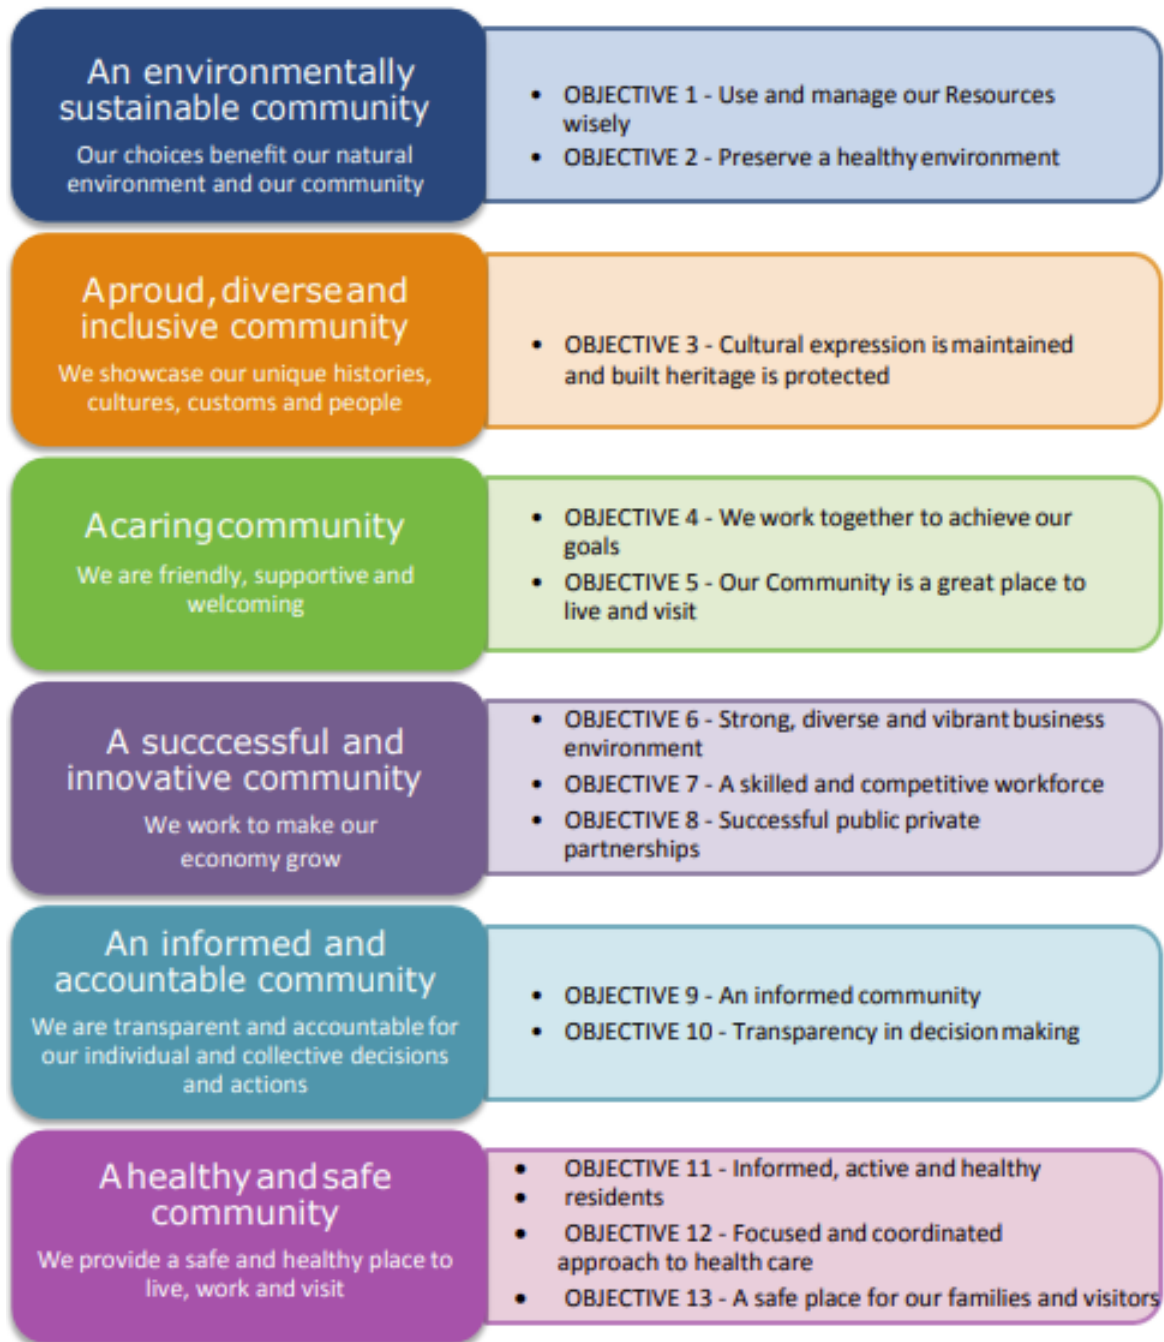 An environmentally
sustainable community
Our choices benefit our natural
environment and our community
• OBJECTIVE 1 - Use and manage our Resources
wisely
• OBJECTIVE 2 - Preserve a healthy environment
A proud, diverse and
inclusive community
We showcase our unique histories,
cultures, customs and people
• OBJECTIVE 3 - Cultural expression is maintained
and built heritage is protected
A caring community
We are friendly, supportive and
welcoming
• OBJECTIVE 4 - We work together to achieve our
goals
• OBJECTIVE 5 - Our Community is a great place to
live and visit
A succcessful and
innovative community
We work to make our
economy grow
• OBJECTIVE 6 - Strong, diverse and vibrant business
environment
• OBJECTIVE 7 - A skilled and competitive workforce
• OBJECTIVE 8 - Successful public private
partnerships
An informed and
accountable community
We are transparent and accountable for
our individual and collective decisions
and actions
• OBJECTIVE 9 - An informed community
• OBJECTIVE 10 - Transparency in decision making
A healthy and safe
community
We provide a safe and healthy place to
live, work and visit
• OBJECTIVE 11 - Informed, active and healthy
• residents
• OBJECTIVE 12 - Focused and coordinated
approach to health care
• OBJECTIVE 13 - A safe place for our families and visitors